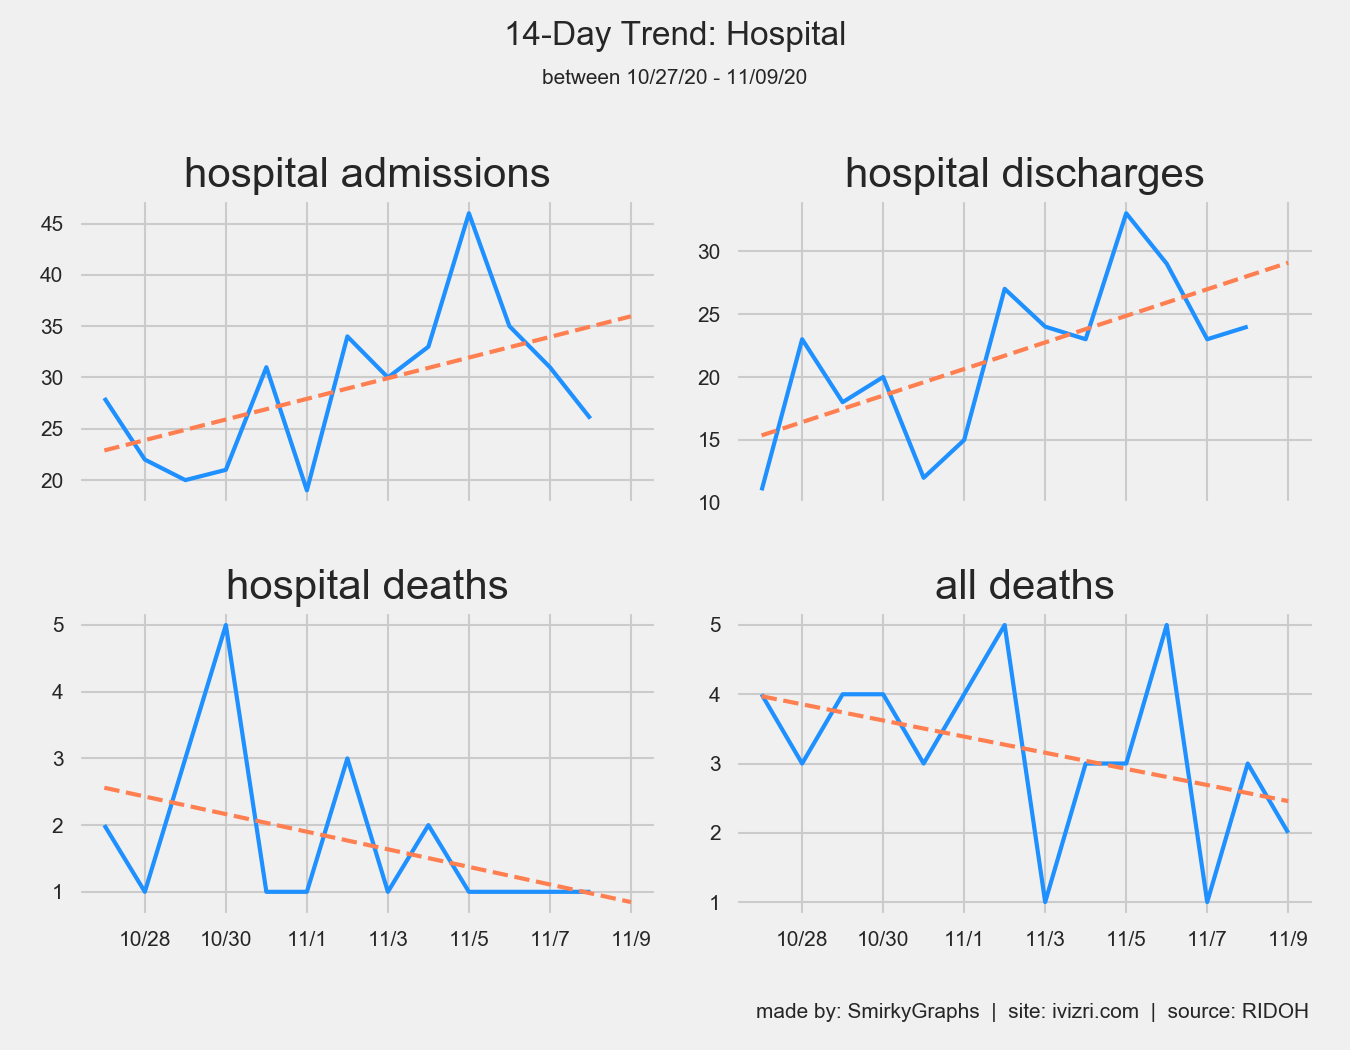 14-Day Trend: Hospital
between 10/27/20 - 11/09/20
hospital admissions
45
40
35
30
25
20
hospital discharges
30
25
20
15
10
hospital deaths
5
4
3
2
1
10/28 10/30 11/1 11/3 11/5 11/7 11/9
all deaths
5
4
3
2
1
10/28 10/30 11/1 11/3 11/5 11/7 11/9
made by: SmirkyGraphs | site: ivizri.com | source: RIDOH